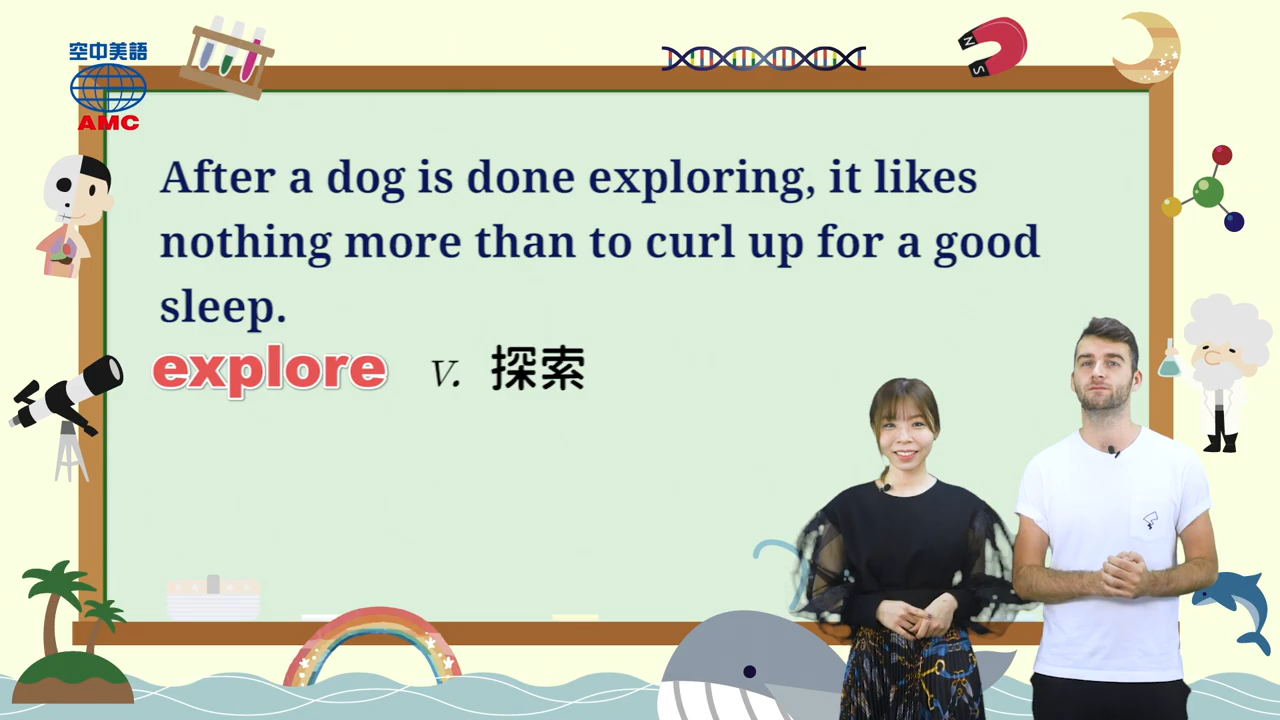 空中美語
AMC
N
S
After a dog is done exploring, it likes
nothing more than to curl up for a good
sleep.
explore v. 探索